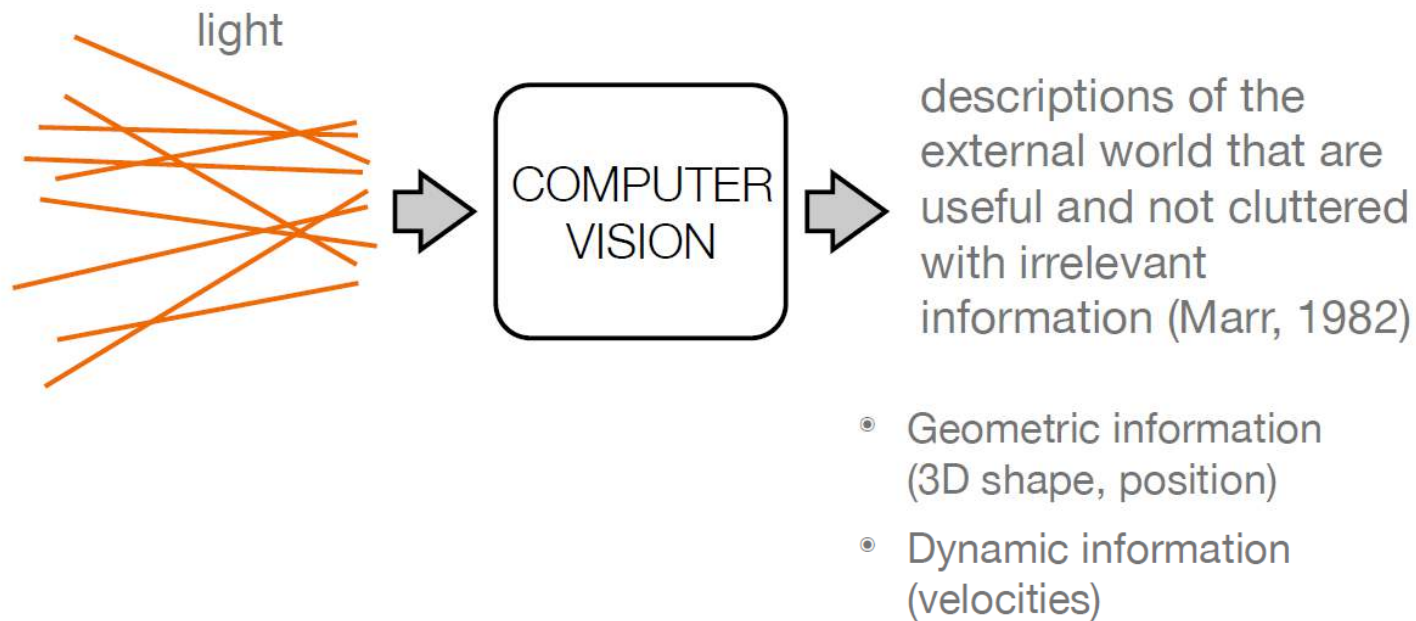 light
COMPUTER
VISION
descriptions of the
external world that are
useful and not cluttered
with irrelevant
information (Marr, 1982)
Geometric information
(3D shape, position)
Dynamic information
(velocities)